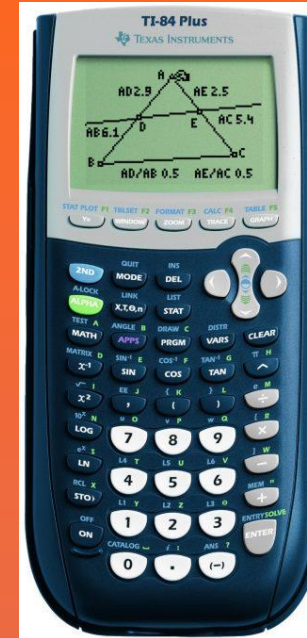 TI-84 Plus
TEXAS INSTRUMENTS
A
AD 2.9 AE 2.5
D E
AB 6.1 AC 5.4
B C
AD/AB 0.5 AE/AC 0.5
STAT PLOT F1 TBLSET F2 FORMAT F3 CALC F4 TABLE F5
Y= WINDOW ZOOM TRACE GRAPH
QUIT INS
2ND MODE DEL
A-LOCK LINK LIST
ALPHA X,T,Θ,n STAT
TEST A ANGLE B DRAW C DISTR
MATH APPS PRGM VARS CLEAR
MATRIX D SIN⁻¹ E COS⁻¹ F TAN⁻¹ G π H
x⁻¹ SIN COS TAN ^
√ I EE J { K } L e M
x² , ( ) ÷
10ˣ N u O v P w Q [ R
LOG 7 8 9 ×
eˣ S L4 T L5 U L6 V ] W
LN 4 5 6 −
RCL X L1 Y L2 Z L3 θ MEM "
STO 1 2 3 +
OFF CATALOG i : ANS ? ENTRY SOLVE
ON 0 . (−) ENTER